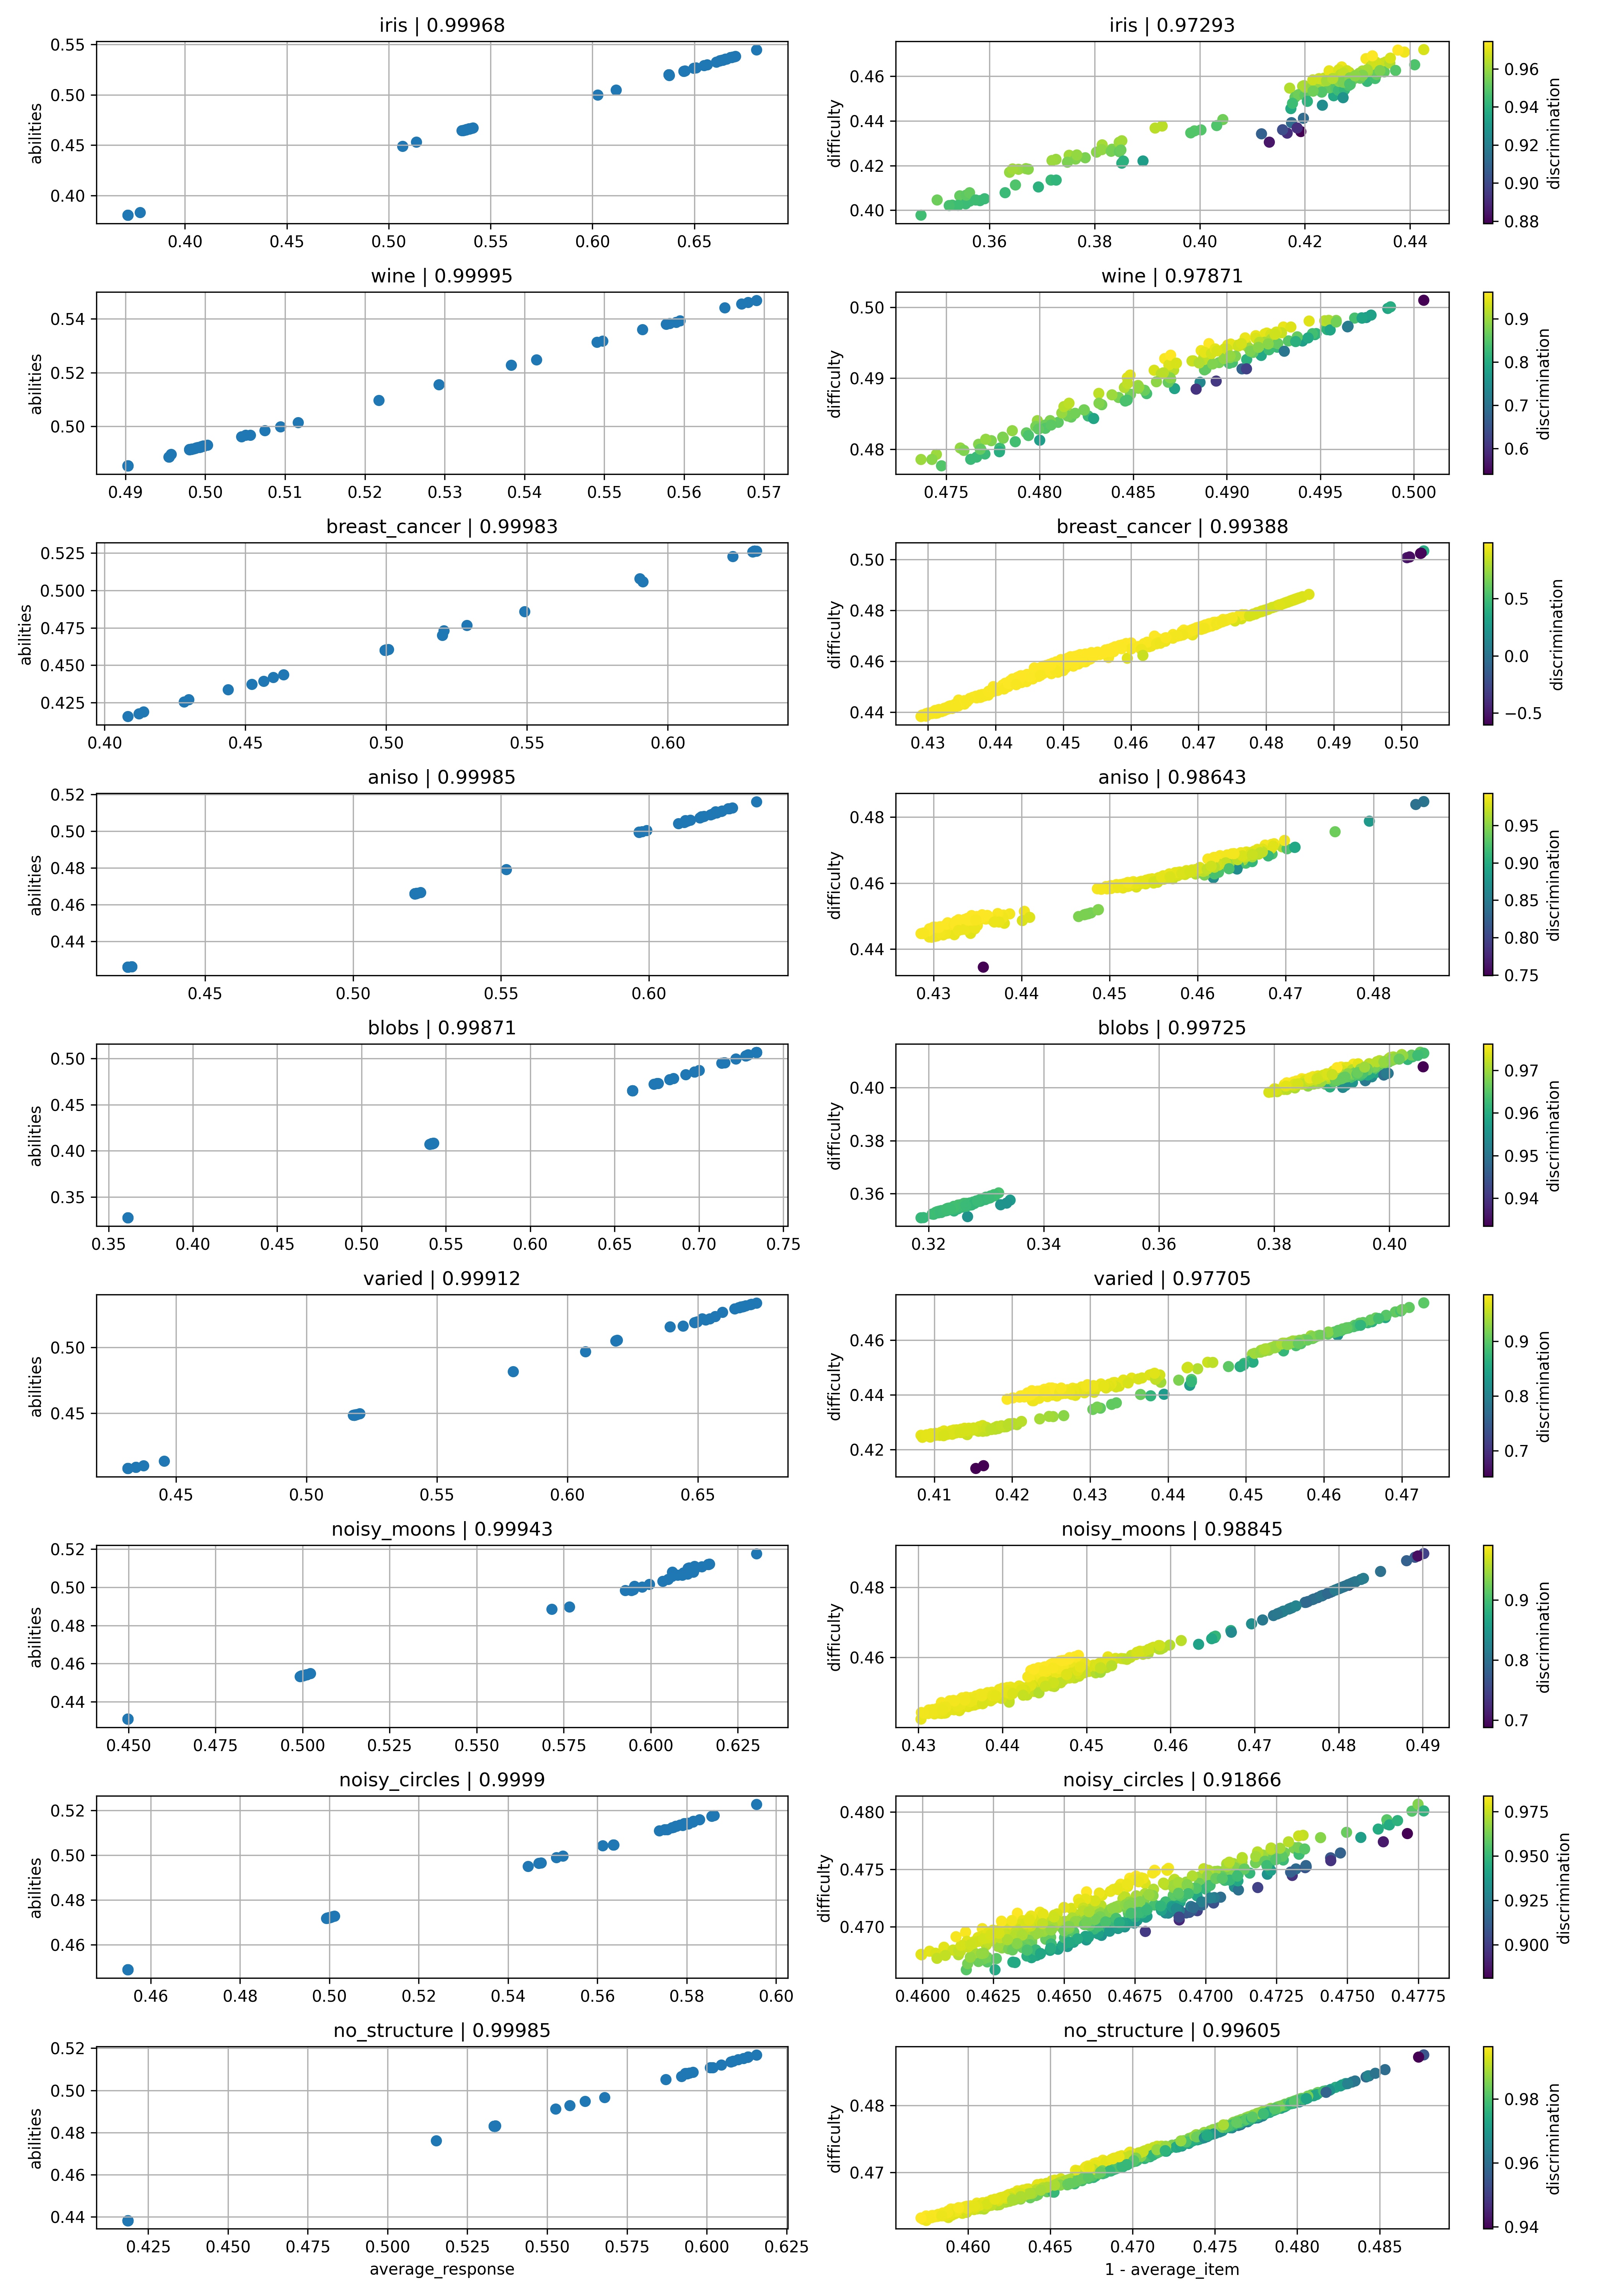 iris | 0.99968
0.55
0.50
0.45
0.40
abilities
0.40 0.45 0.50 0.55 0.60 0.65
iris | 0.97293
0.46
0.44
0.42
0.40
difficulty
0.36 0.38 0.40 0.42 0.44
0.96
0.94
0.92
0.90
0.88
discrimination
wine | 0.99995
0.54
0.52
0.50
abilities
0.49 0.50 0.51 0.52 0.53 0.54 0.55 0.56 0.57
wine | 0.97871
0.50
0.49
0.48
difficulty
0.475 0.480 0.485 0.490 0.495 0.500
0.9
0.8
0.7
0.6
discrimination
breast_cancer | 0.99983
0.525
0.500
0.475
0.450
0.425
abilities
0.40 0.45 0.50 0.55 0.60
breast_cancer | 0.99388
0.50
0.48
0.46
0.44
difficulty
0.43 0.44 0.45 0.46 0.47 0.48 0.49 0.50
0.5
0.0
−0.5
discrimination
aniso | 0.99985
0.52
0.50
0.48
0.46
0.44
abilities
0.45 0.50 0.55 0.60
aniso | 0.98643
0.48
0.46
0.44
difficulty
0.43 0.44 0.45 0.46 0.47 0.48
0.95
0.90
0.85
0.80
0.75
discrimination
blobs | 0.99871
0.50
0.45
0.40
0.35
abilities
0.35 0.40 0.45 0.50 0.55 0.60 0.65 0.70 0.75
blobs | 0.99725
0.40
0.38
0.36
difficulty
0.32 0.34 0.36 0.38 0.40
0.97
0.96
0.95
0.94
discrimination
varied | 0.99912
0.50
0.45
abilities
0.45 0.50 0.55 0.60 0.65
varied | 0.97705
0.46
0.44
0.42
difficulty
0.41 0.42 0.43 0.44 0.45 0.46 0.47
0.9
0.8
0.7
discrimination
noisy_moons | 0.99943
0.52
0.50
0.48
0.46
0.44
abilities
0.450 0.475 0.500 0.525 0.550 0.575 0.600 0.625
noisy_moons | 0.98845
0.48
0.46
difficulty
0.43 0.44 0.45 0.46 0.47 0.48 0.49
0.9
0.8
0.7
discrimination
noisy_circles | 0.9999
0.52
0.50
0.48
0.46
abilities
0.46 0.48 0.50 0.52 0.54 0.56 0.58 0.60
noisy_circles | 0.91866
0.480
0.475
0.470
difficulty
0.4600 0.4625 0.4650 0.4675 0.4700 0.4725 0.4750 0.4775
0.975
0.950
0.925
0.900
discrimination
no_structure | 0.99985
0.52
0.50
0.48
0.46
0.44
abilities
0.425 0.450 0.475 0.500 0.525 0.550 0.575 0.600 0.625
average_response
no_structure | 0.99605
0.48
0.47
difficulty
0.460 0.465 0.470 0.475 0.480 0.485
1 - average_item
0.98
0.96
0.94
discrimination